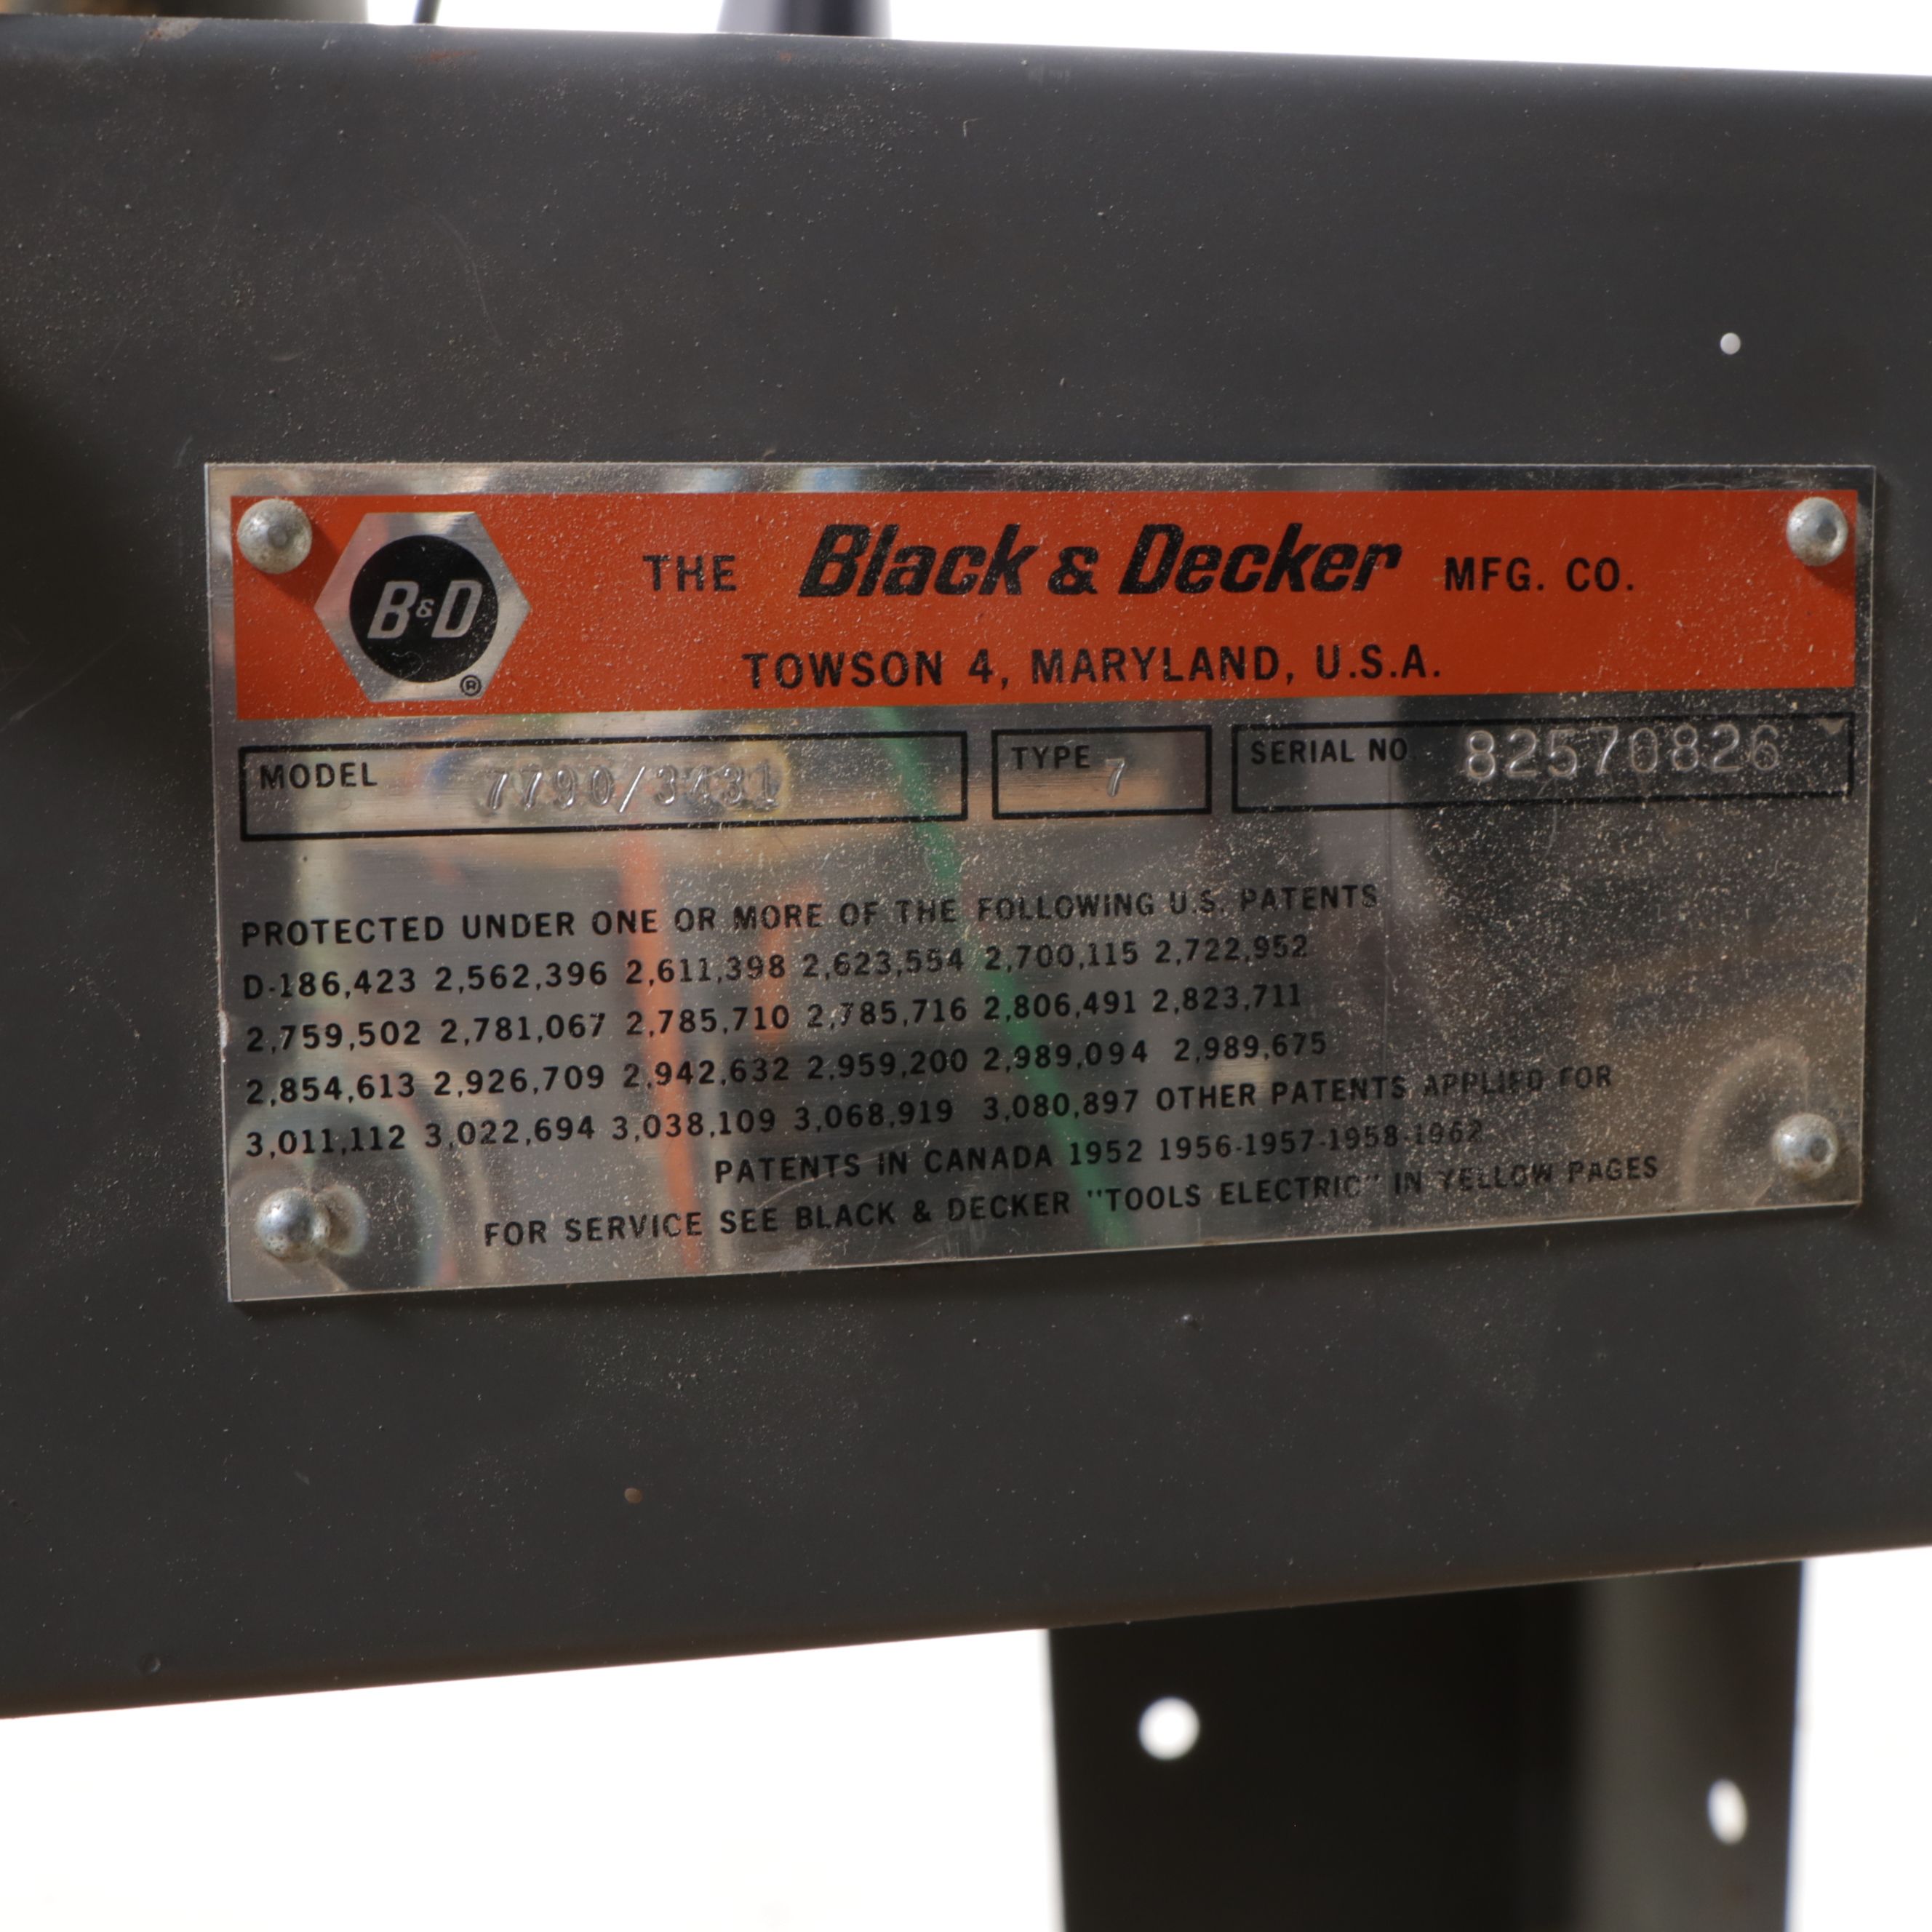 B&D ®
THE Black & Decker MFG. CO.
TOWSON 4, MARYLAND, U.S.A.
MODEL
TYPE 7
SERIAL NO 82570826
PROTECTED UNDER ONE OR MORE OF THE FOLLOWING U.S. PATENTS
D-186,423 2,562,396 2,611,398 2,623,554 2,700,115 2,722,952
2,759,502 2,781,067 2,785,710 2,785,716 2,806,491 2,823,711
2,854,613 2,926,709 2,942,632 2,959,200 2,989,094 2,989,675
3,011,112 3,022,694 3,038,109 3,068,919 3,080,897 OTHER PATENTS APPLIED FOR
PATENTS IN CANADA 1952 1956-1957-1958-1962
FOR SERVICE SEE BLACK & DECKER "TOOLS ELECTRIC" IN YELLOW PAGES